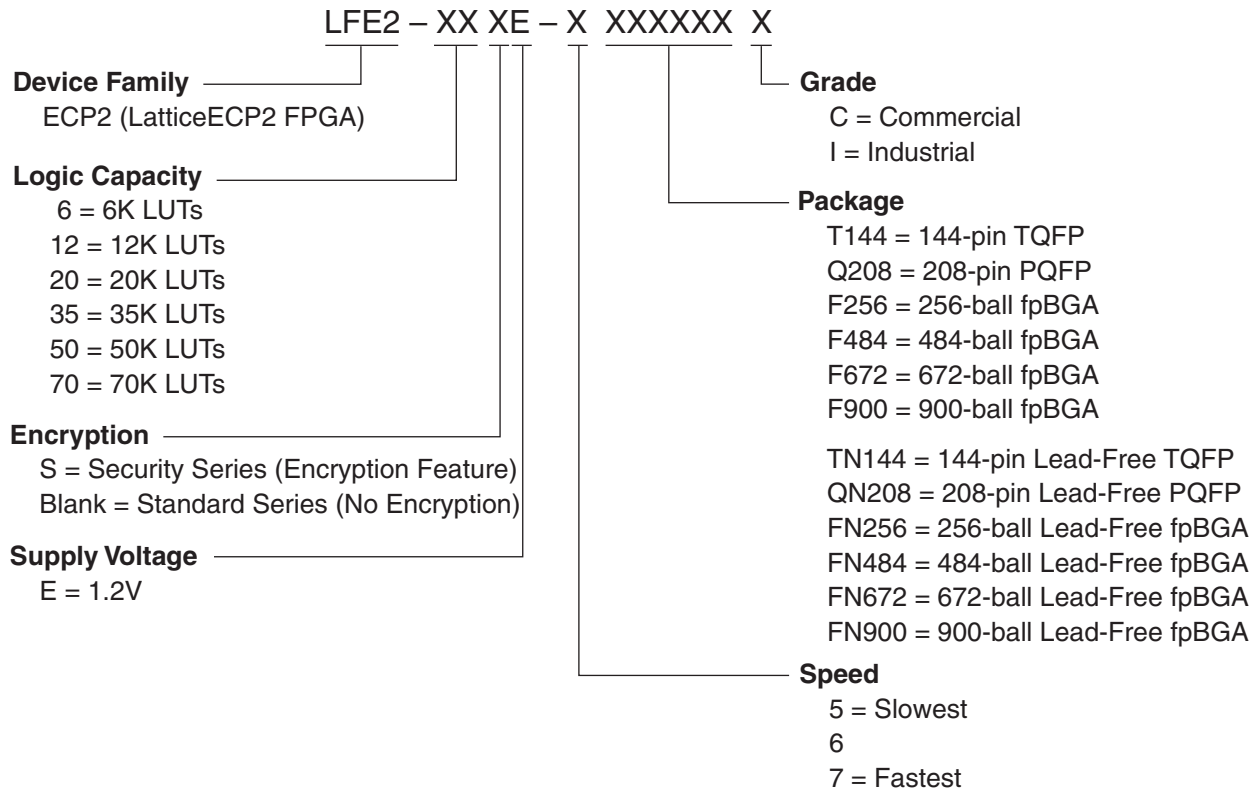 LFE2 – XX XE – X XXXXXX X
Device Family
ECP2 (LatticeECP2 FPGA)
Logic Capacity
6 = 6K LUTs
12 = 12K LUTs
20 = 20K LUTs
35 = 35K LUTs
50 = 50K LUTs
70 = 70K LUTs
Encryption
S = Security Series (Encryption Feature)
Blank = Standard Series (No Encryption)
Supply Voltage
E = 1.2V
Grade
C = Commercial
I = Industrial
Package
T144 = 144-pin TQFP
Q208 = 208-pin PQFP
F256 = 256-ball fpBGA
F484 = 484-ball fpBGA
F672 = 672-ball fpBGA
F900 = 900-ball fpBGA
TN144 = 144-pin Lead-Free TQFP
QN208 = 208-pin Lead-Free PQFP
FN256 = 256-ball Lead-Free fpBGA
FN484 = 484-ball Lead-Free fpBGA
FN672 = 672-ball Lead-Free fpBGA
FN900 = 900-ball Lead-Free fpBGA
Speed
5 = Slowest
6
7 = Fastest